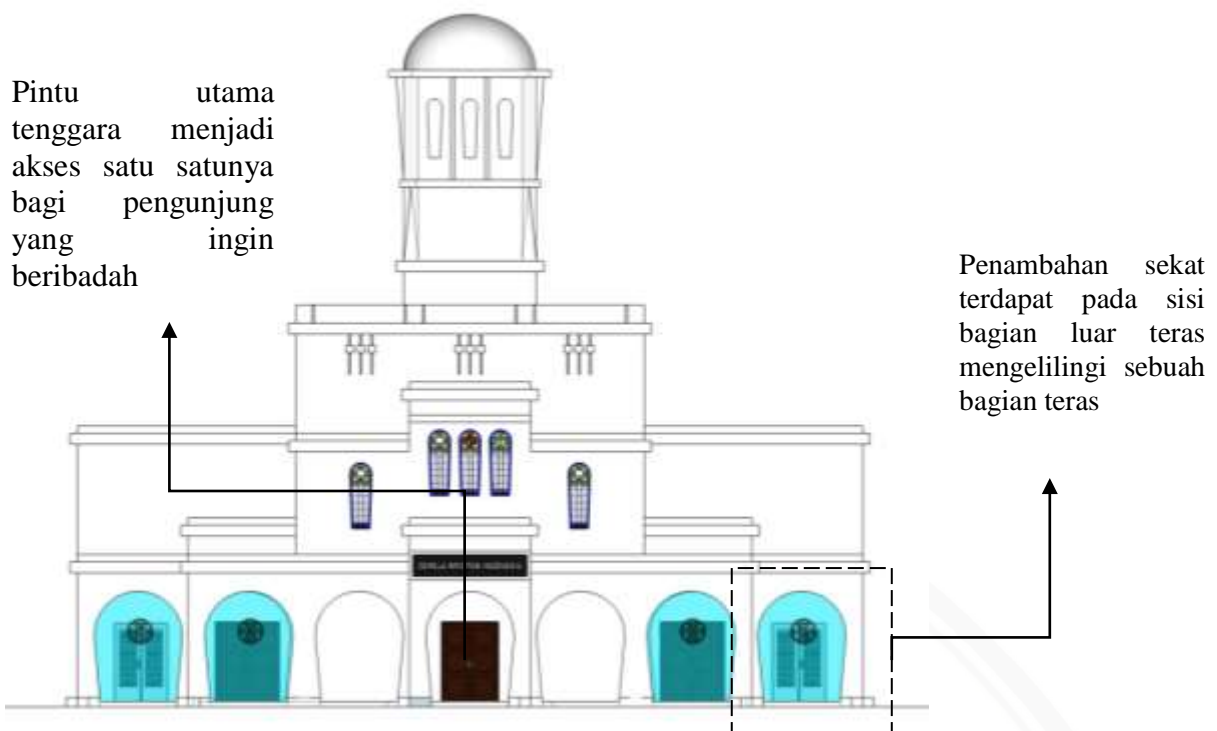 Pintu utama
tenggara menjadi
akses satu satunya
bagi pengunjung
yang ingin
beribadah
Penambahan sekat
terdapat pada sisi
bagian luar teras
mengelilingi sebuah
bagian teras